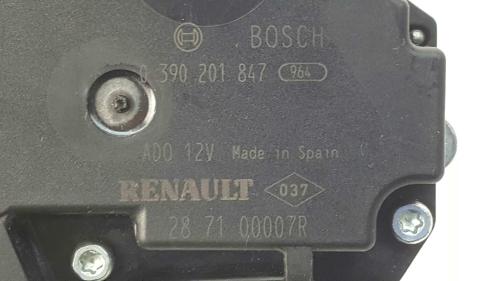 BOSCH
0 390 201 847 964
ADO 12V Made in Spain
RENAULT 037
28 71 00007R